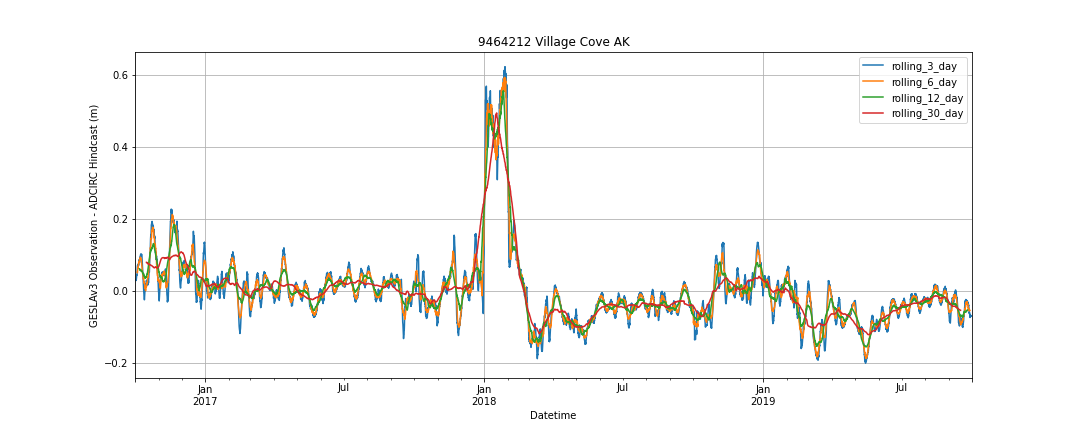 9464212 Village Cove AK
GESLAv3 Observation - ADCIRC Hindcast (m)
0.6
0.4
0.2
0.0
−0.2
rolling_3_day
rolling_6_day
rolling_12_day
rolling_30_day
Jan
2017
Jul
Jan
2018
Jul
Jan
2019
Jul
Datetime